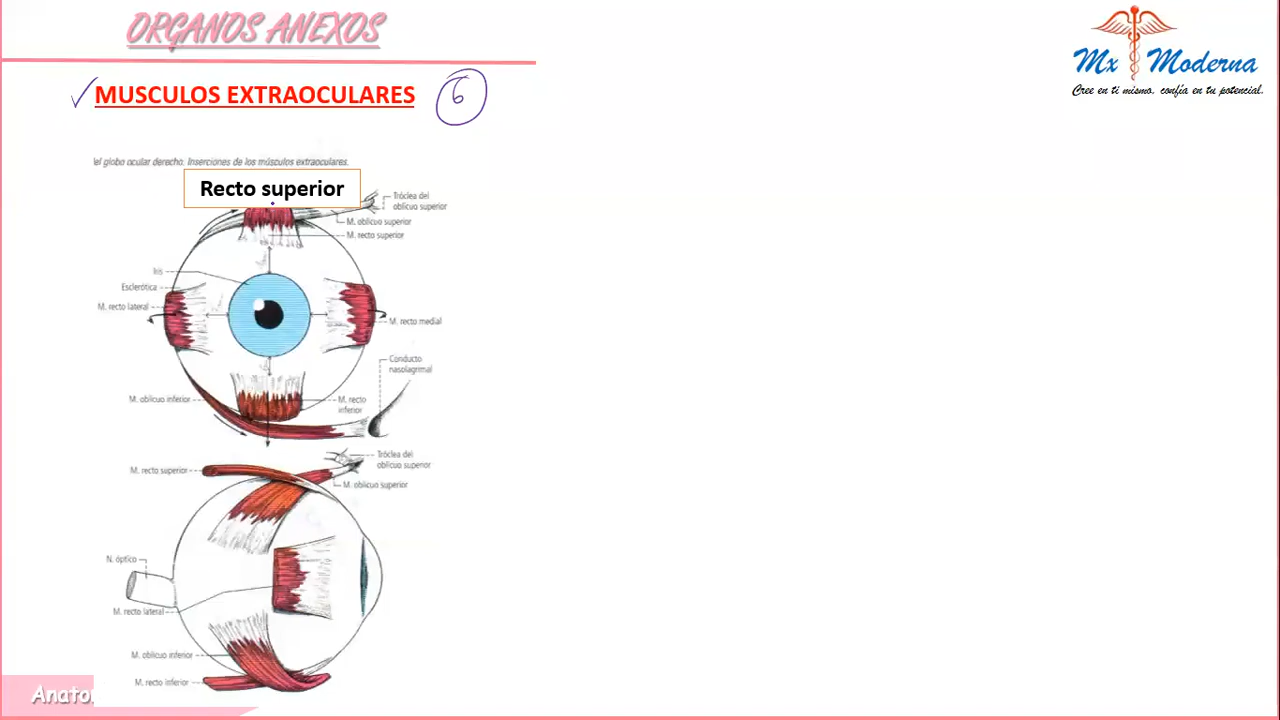 ORGANOS ANEXOS
Mx Moderna
Cree en ti mismo, confía en tu potencial.
MUSCULOS EXTRAOCULARES
6
el globo ocular derecho. Inserciones de los músculos extraoculares.
Recto superior
Tróclea del
oblicuo superior
M. oblicuo superior
M. recto superior
Iris
Esclerótica
M. recto lateral
M. recto medial
Conducto
nasolagrimal
M. oblicuo inferior
M. recto
inferior
Tróclea del
oblicuo superior
M. recto superior
M. oblicuo superior
N. óptico
M. recto lateral
M. oblicuo inferior
M. recto inferior